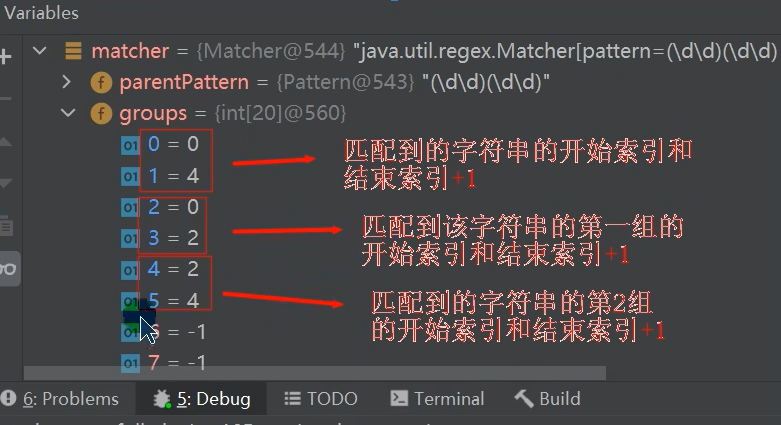 Variables
matcher = {Matcher@544} "java.util.regex.Matcher[pattern=(\d\d)(\d\d)
parentPattern = {Pattern@543} "(\d\d)(\d\d)"
groups = {int[20]@560}
0 = 0
1 = 4
匹配到的字符串的开始索引和
结束索引+1
2 = 0
3 = 2
匹配到该字符串的第一组的
开始索引和结束索引+1
4 = 2
5 = 4
匹配到的字符串的第2组
的开始索引和结束索引+1
6 = -1
7 = -1
6: Problems
5: Debug
TODO
Terminal
Build